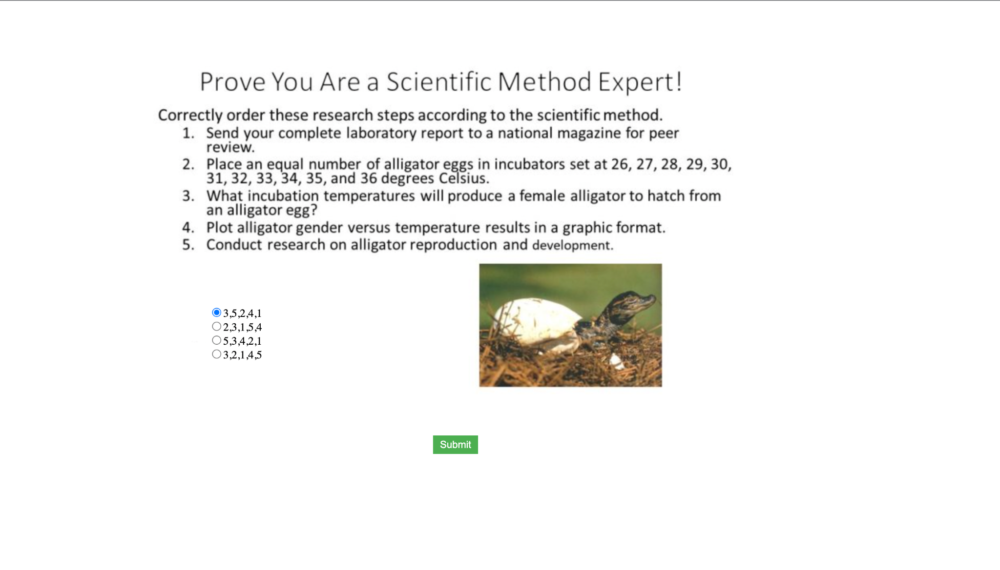 Prove You Are a Scientific Method Expert!
Correctly order these research steps according to the scientific method.
1. Send your complete laboratory report to a national magazine for peer
review.
2. Place an equal number of alligator eggs in incubators set at 26, 27, 28, 29, 30,
31, 32, 33, 34, 35, and 36 degrees Celsius.
3. What incubation temperatures will produce a female alligator to hatch from
an alligator egg?
4. Plot alligator gender versus temperature results in a graphic format.
5. Conduct research on alligator reproduction and development.
3,5,2,4,1
2,3,1,5,4
5,3,4,2,1
3,2,1,4,5
Submit